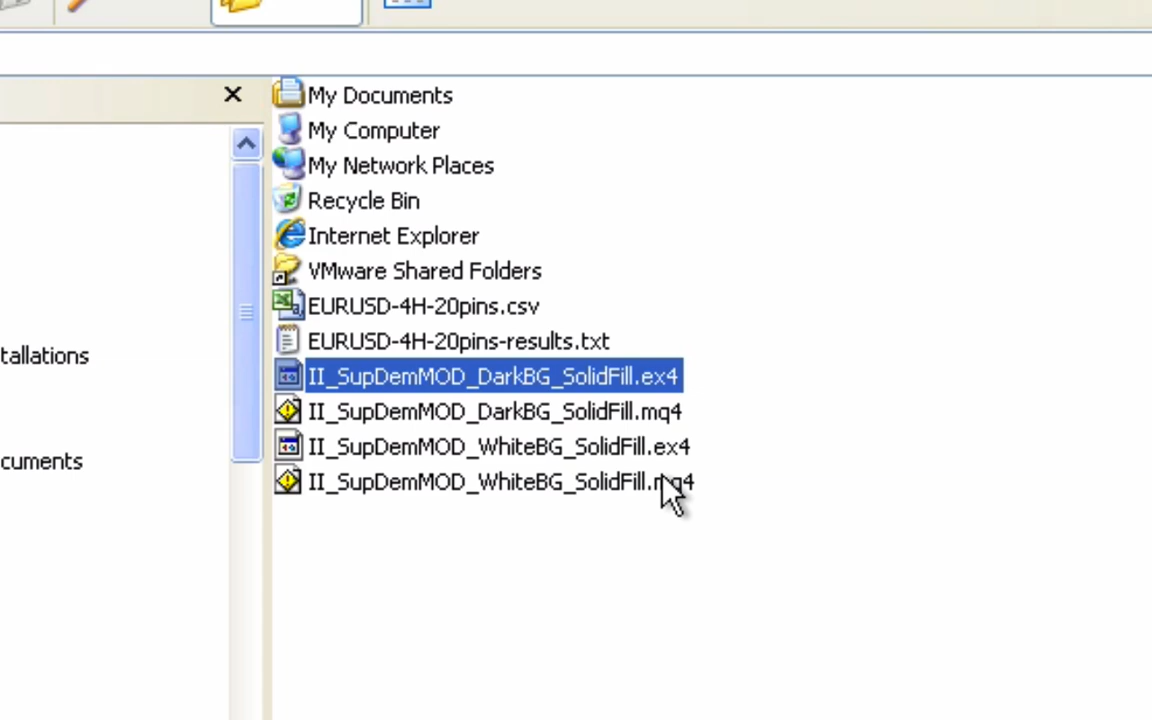 My Documents
My Computer
My Network Places
Recycle Bin
Internet Explorer
VMware Shared Folders
EURUSD-4H-20pins.csv
EURUSD-4H-20pins-results.txt
tallations
II_SupDemMOD_DarkBG_SolidFill.ex4
II_SupDemMOD_DarkBG_SolidFill.mq4
II_SupDemMOD_WhiteBG_SolidFill.ex4
cuments
II_SupDemMOD_WhiteBG_SolidFill.mq4